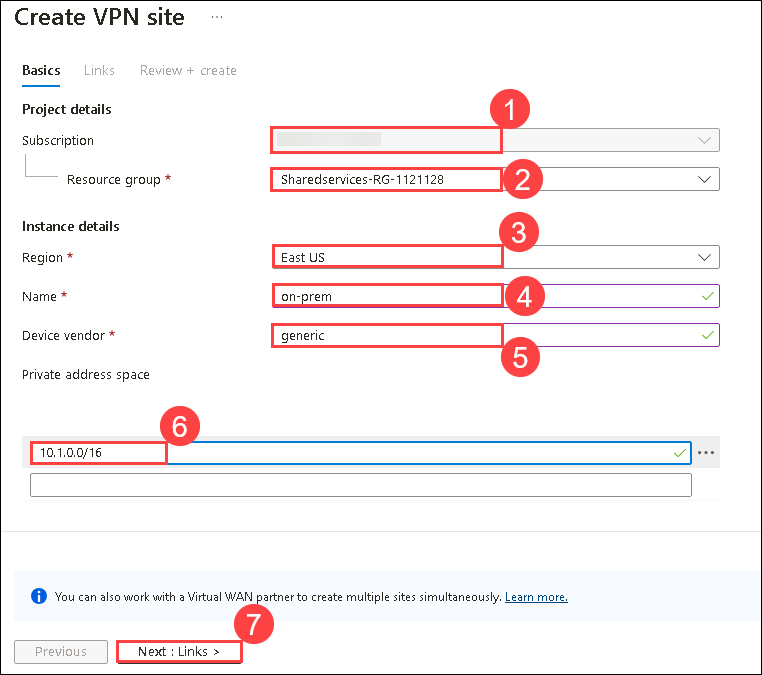 Create VPN site ...
Basics Links Review + create
Project details
1
Subscription
Resource group * Sharedservices-RG-1121128 2
Instance details
3
Region * East US
Name * on-prem 4
Device vendor * generic
5
Private address space
6
10.1.0.0/16 ...
You can also work with a Virtual WAN partner to create multiple sites simultaneously. Learn more.
7
Previous Next : Links >